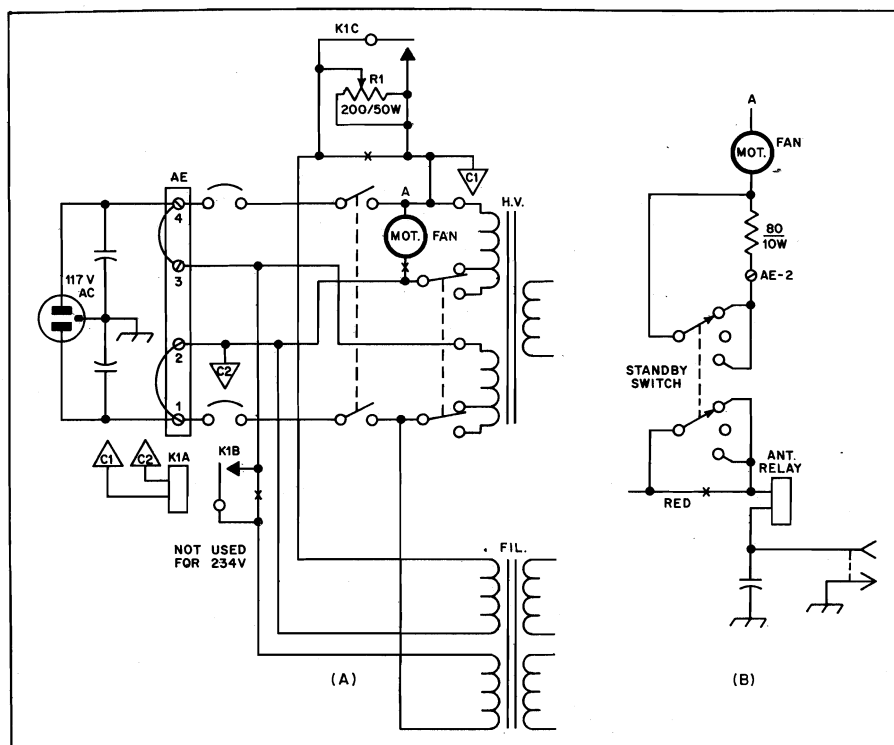 K1C
R1
200/50W
AE
4
3
2
1
117 V
AC
A
MOT.
FAN
C1
H.V.
C2
C1
C2
K1A
K1B
NOT USED
FOR 234V
FIL.
(A)
A
MOT.
FAN
80
10W
AE-2
STANDBY
SWITCH
ANT.
RELAY
RED
(B)